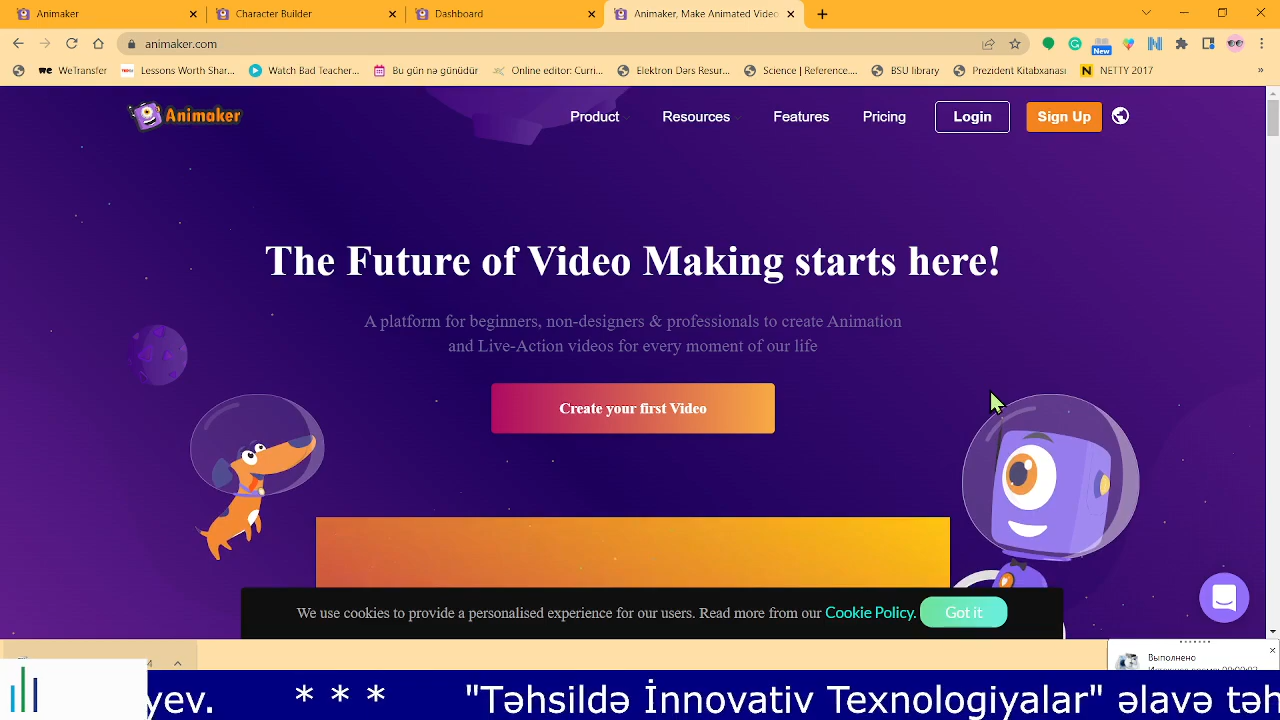 Animaker
Character Builder
Dashboard
Animaker, Make Animated Video
animaker.com
New
WeTransfer
Lessons Worth Shar...
Watch Bad Teacher...
Bu gün nə günüdür
Online editor: Curri...
Elektron Dərs Resur...
Science | Reference...
BSU library
Prezident Kitabxanası
NETTY 2017
»
Animaker
Product
Resources
Features
Pricing
Login
Sign Up
The Future of Video Making starts here!
A platform for beginners, non-designers & professionals to create Animation
and Live-Action videos for every moment of our life
Create your first Video
We use cookies to provide a personalised experience for our users. Read more from our Cookie Policy. Got it
Выполнено
yev. * * * "Təhsildə İnnovativ Texnologiyalar" əlavə təh